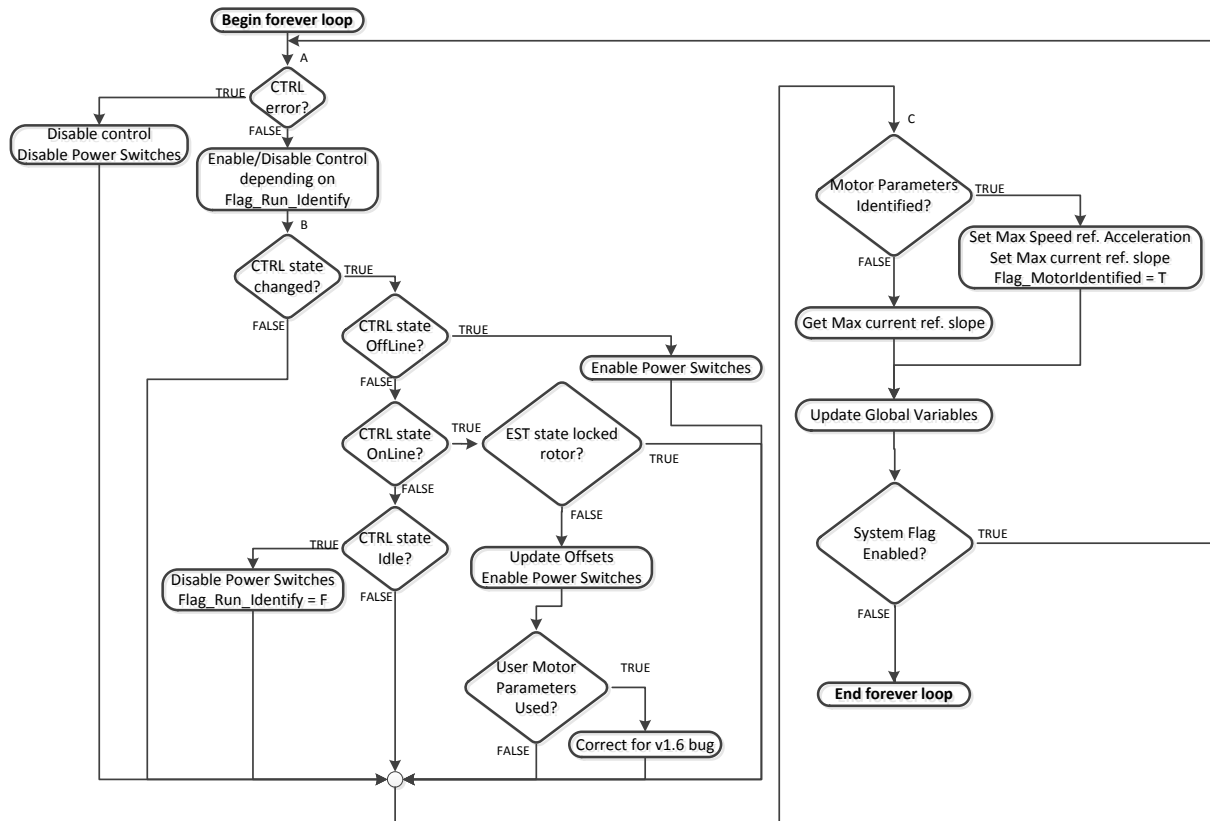 Begin forever loop
A
CTRL
error?
TRUE
FALSE
Disable control
Disable Power Switches
Enable/Disable Control
depending on
Flag_Run_Identify
B
CTRL state
changed?
TRUE
FALSE
CTRL state
OffLine?
TRUE
FALSE
Enable Power Switches
CTRL state
OnLine?
TRUE
FALSE
EST state locked
rotor?
TRUE
FALSE
CTRL state
Idle?
TRUE
FALSE
Disable Power Switches
Flag_Run_Identify = F
Update Offsets
Enable Power Switches
User Motor
Parameters
Used?
TRUE
FALSE
Correct for v1.6 bug
C
Motor Parameters
Identified?
TRUE
FALSE
Set Max Speed ref. Acceleration
Set Max current ref. slope
Flag_MotorIdentified = T
Get Max current ref. slope
Update Global Variables
System Flag
Enabled?
TRUE
FALSE
End forever loop